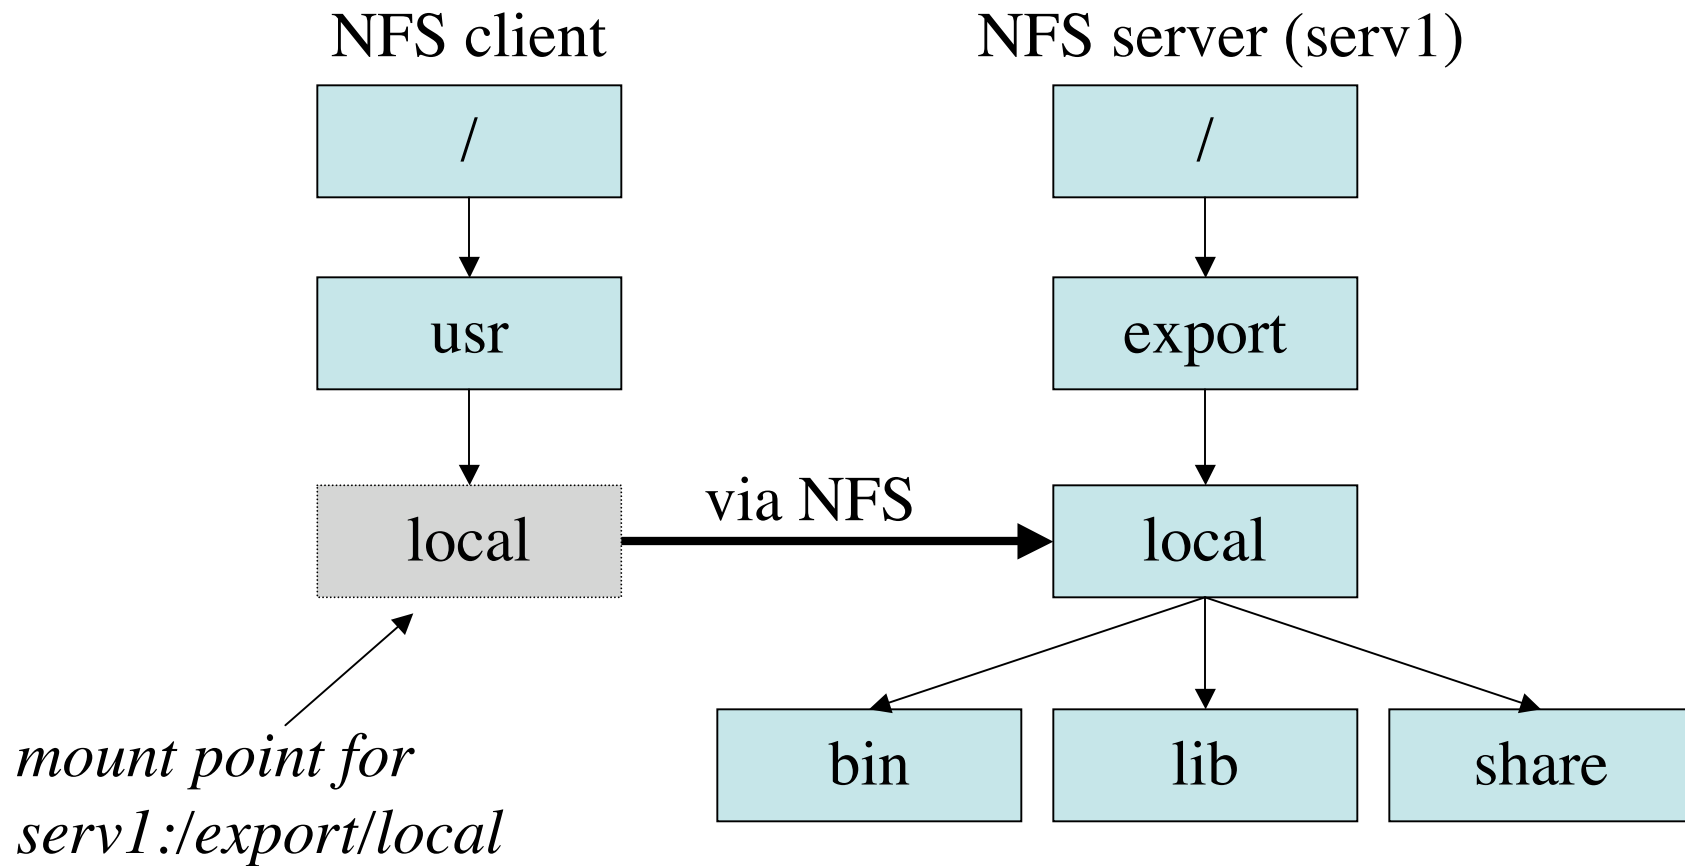 NFS client
NFS server (serv1)
/
/
usr
export
local
via NFS
local
bin
lib
share
mount point for
serv1:/export/local